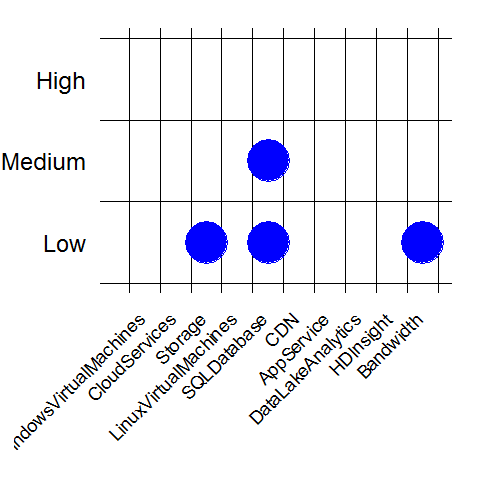 High
Medium
Low
ndowsVirtualMachines
CloudServices
Storage
LinuxVirtualMachines
SQLDatabase
CDN
AppService
DataLakeAnalytics
HDInsight
Bandwidth